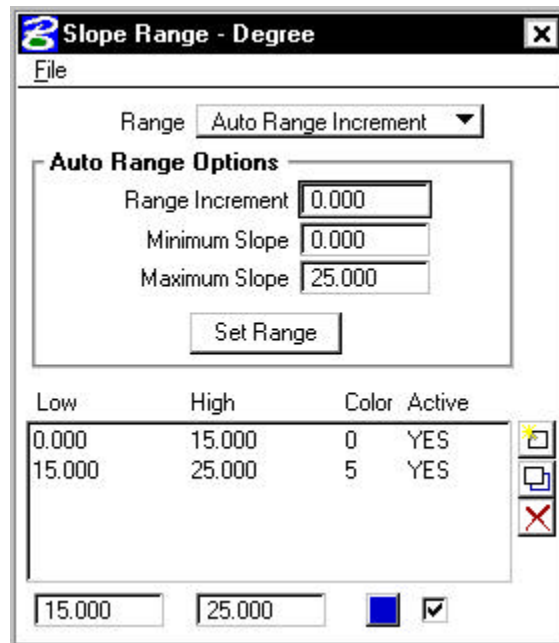 Slope Range - Degree
File
Range Auto Range Increment
Auto Range Options
Range Increment 0.000
Minimum Slope 0.000
Maximum Slope 25.000
Set Range
Low High Color Active
0.000 15.000 0 YES
15.000 25.000 5 YES
15.000 25.000